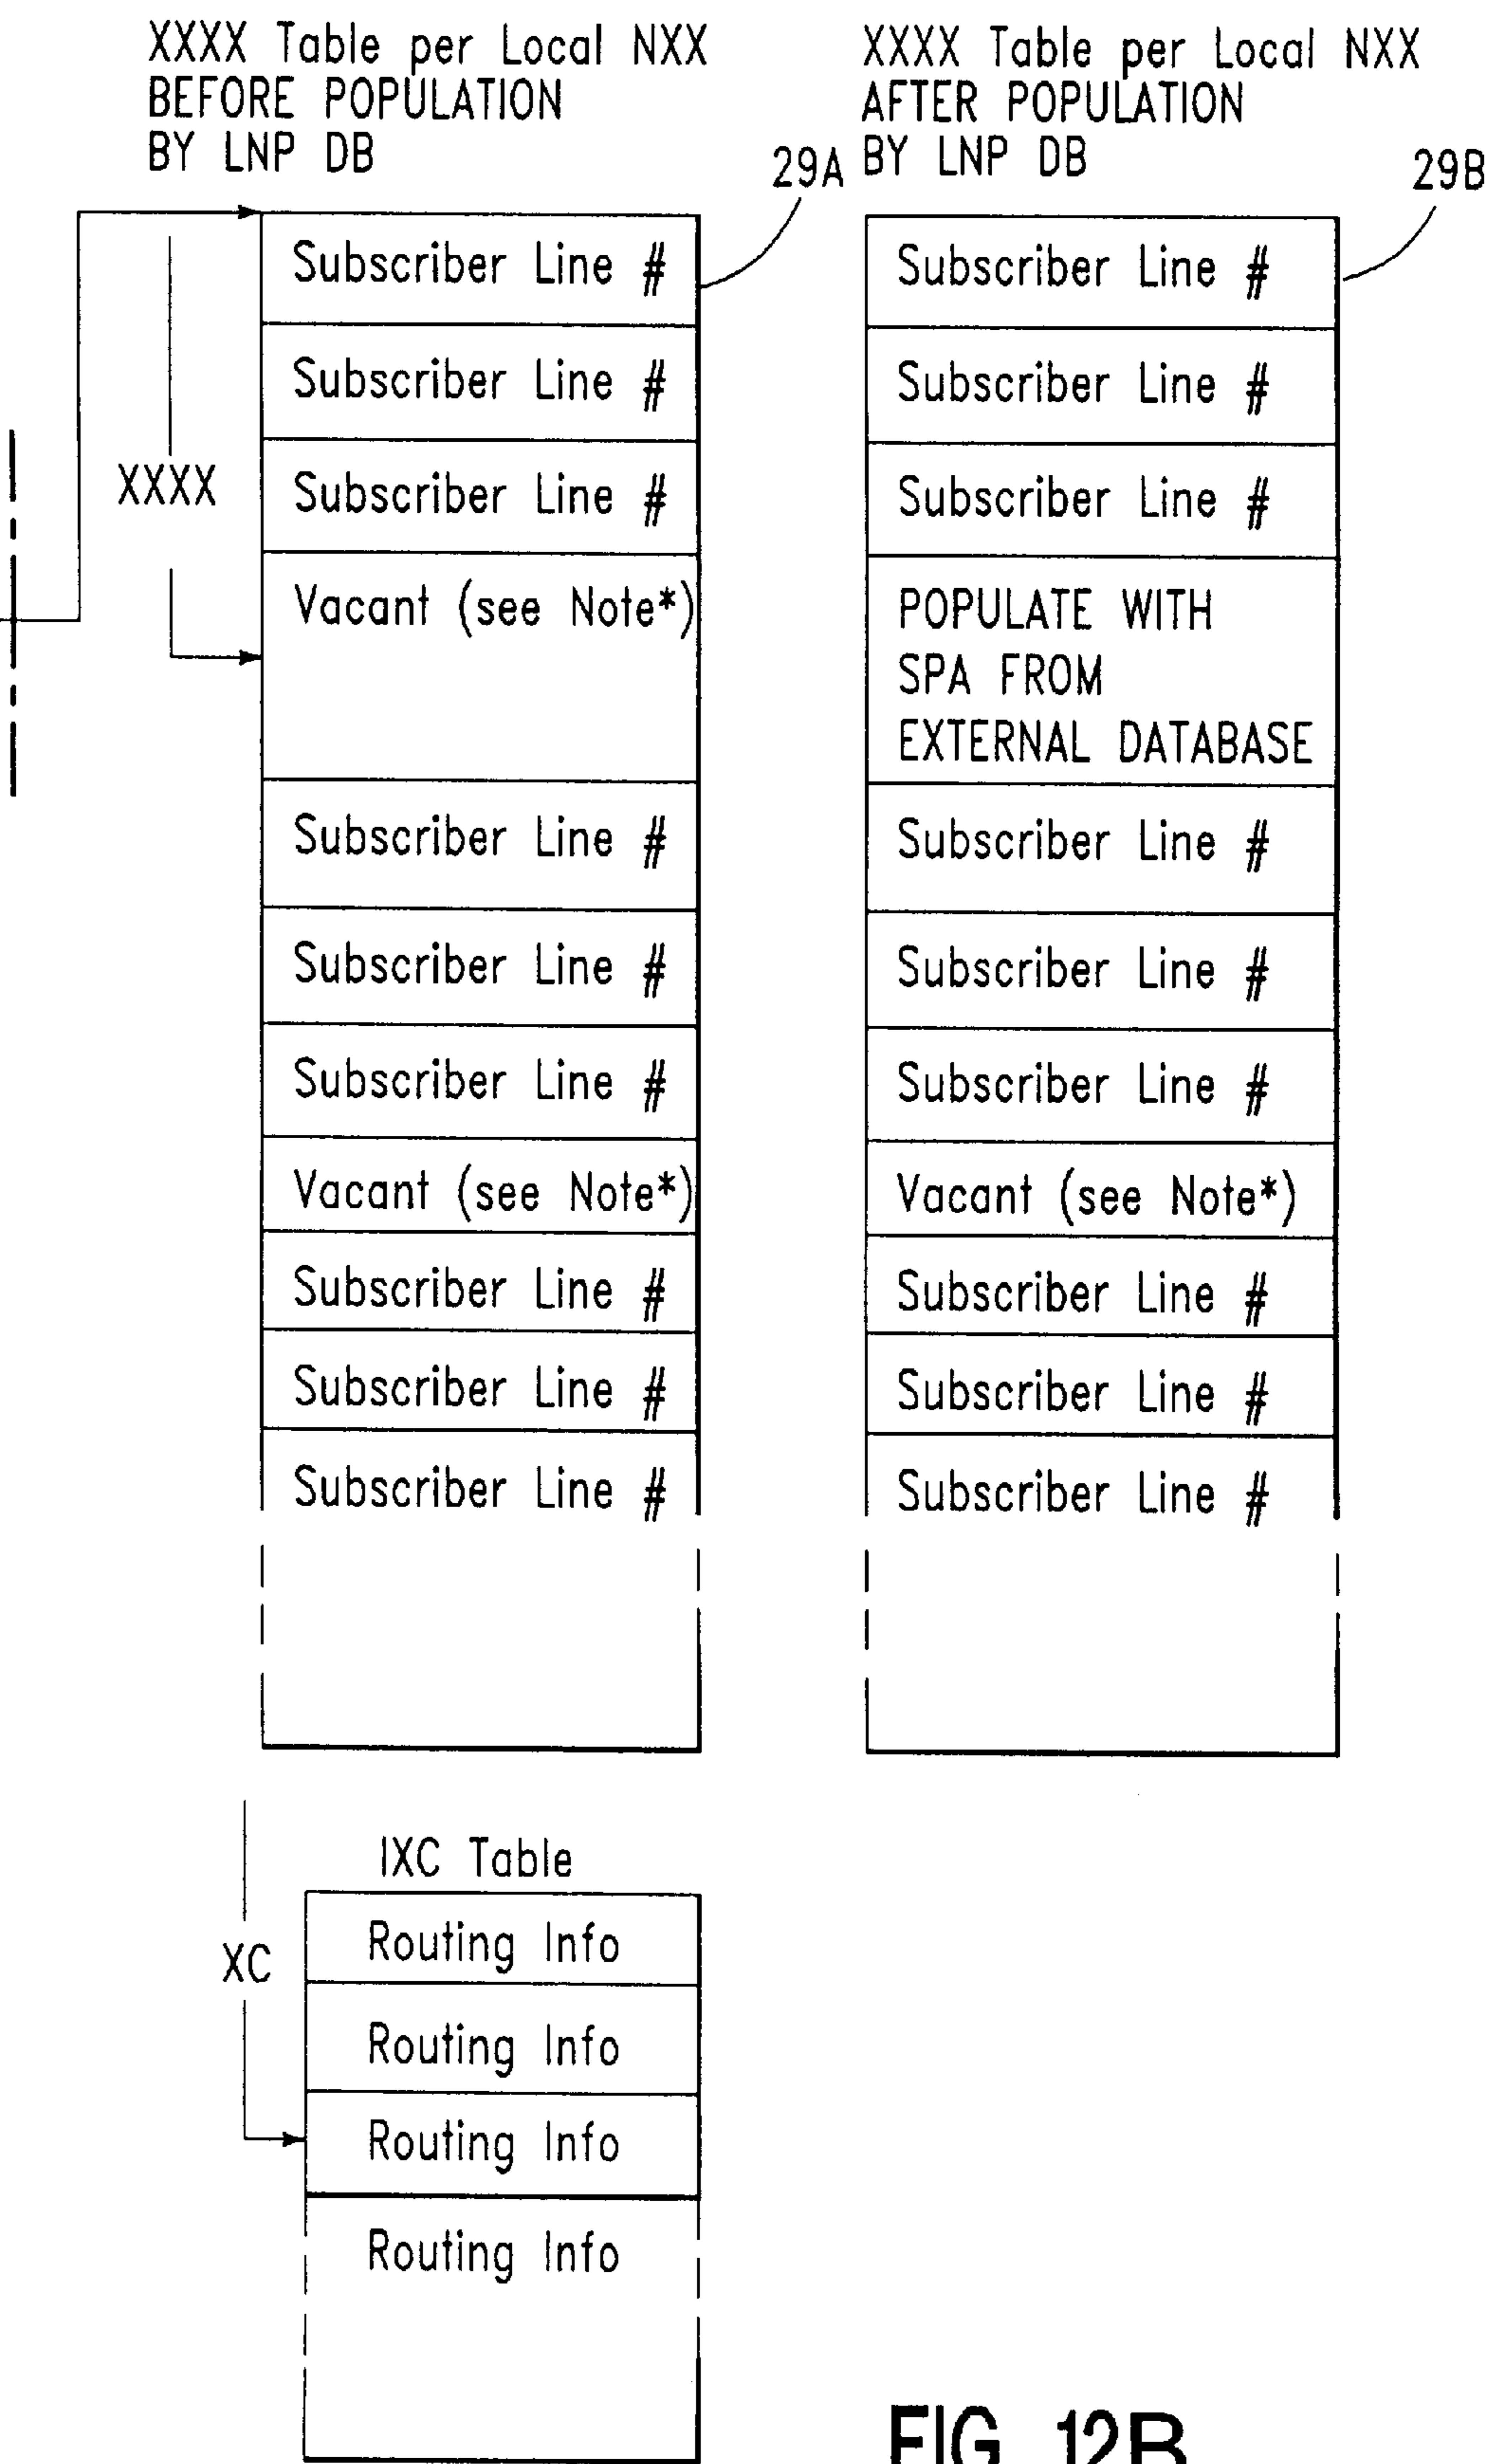 XXXX Table per Local NXX
BEFORE POPULATION
BY LNP DB
29A
XXXX
Subscriber Line #
Subscriber Line #
Subscriber Line #
Vacant (see Note*)
Subscriber Line #
Subscriber Line #
Subscriber Line #
Vacant (see Note*)
Subscriber Line #
Subscriber Line #
Subscriber Line #
XXXX Table per Local NXX
AFTER POPULATION
BY LNP DB
29B
Subscriber Line #
Subscriber Line #
Subscriber Line #
POPULATE WITH
SPA FROM
EXTERNAL DATABASE
Subscriber Line #
Subscriber Line #
Subscriber Line #
Vacant (see Note*)
Subscriber Line #
Subscriber Line #
Subscriber Line #
IXC Table
XC
Routing Info
Routing Info
Routing Info
Routing Info
FIG. 12B